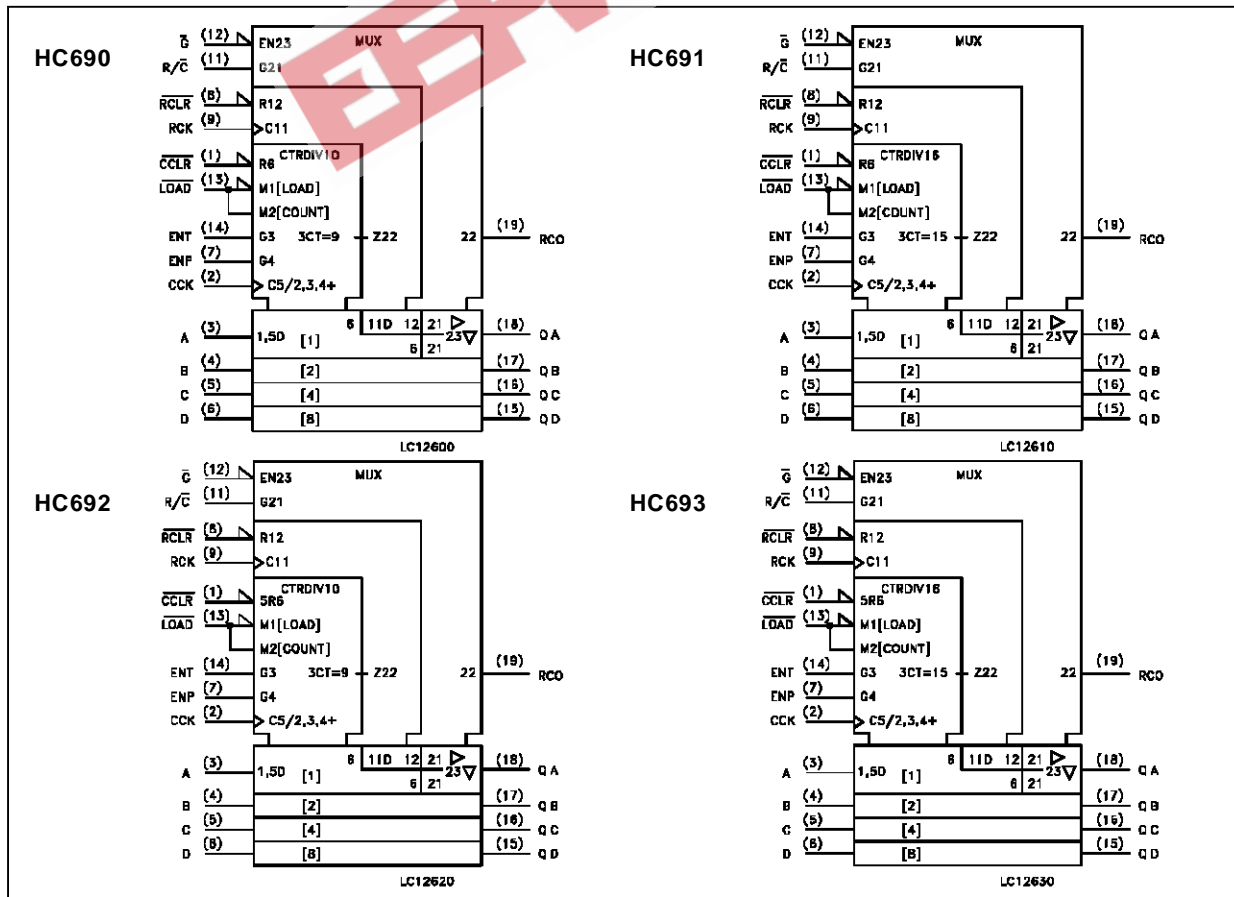 HC690
G̅ (12) EN23 MUX
R/C̅ (11) G21
R̅C̅L̅R̅ (8) R12
RCK (9) C11
C̅C̅L̅R̅ (1) R6 CTRDIV10
L̅O̅A̅D̅ (13) M1[LOAD]
M2[COUNT]
ENT (14) G3 3CT=9 Z22 22 (19) RCO
ENP (7) G4
CCK (2) C5/2,3,4+
6 11D 12 21
A (3) 1,5D [1] 23 (18) QA
6 21
B (4) [2] (17) QB
C (5) [4] (16) QC
D (6) [8] (15) QD
LC12600
HC691
G̅ (12) EN23 MUX
R/C̅ (11) G21
R̅C̅L̅R̅ (8) R12
RCK (9) C11
C̅C̅L̅R̅ (1) R6 CTRDIV16
L̅O̅A̅D̅ (13) M1[LOAD]
M2[COUNT]
ENT (14) G3 3CT=15 Z22 22 (19) RCO
ENP (7) G4
CCK (2) C5/2,3,4+
6 11D 12 21
A (3) 1,5D [1] 23 (18) QA
6 21
B (4) [2] (17) QB
C (5) [4] (16) QC
D (6) [8] (15) QD
LC12610
HC692
G̅ (12) EN23 MUX
R/C̅ (11) G21
R̅C̅L̅R̅ (8) R12
RCK (9) C11
C̅C̅L̅R̅ (1) 5R6 CTRDIV10
L̅O̅A̅D̅ (13) M1[LOAD]
M2[COUNT]
ENT (14) G3 3CT=9 Z22 22 (19) RCO
ENP (7) G4
CCK (2) C5/2,3,4+
6 11D 12 21
A (3) 1,5D [1] 23 (18) QA
6 21
B (4) [2] (17) QB
C (5) [4] (16) QC
D (6) [8] (15) QD
LC12620
HC693
G̅ (12) EN23 MUX
R/C̅ (11) G21
R̅C̅L̅R̅ (8) R12
RCK (9) C11
C̅C̅L̅R̅ (1) 5R6 CTRDIV16
L̅O̅A̅D̅ (13) M1[LOAD]
M2[COUNT]
ENT (14) G3 3CT=15 Z22 22 (19) RCO
ENP (7) G4
CCK (2) C5/2,3,4+
6 11D 12 21
A (3) 1,5D [1] 23 (18) QA
6 21
B (4) [2] (17) QB
C (5) [4] (16) QC
D (6) [8] (15) QD
LC12630